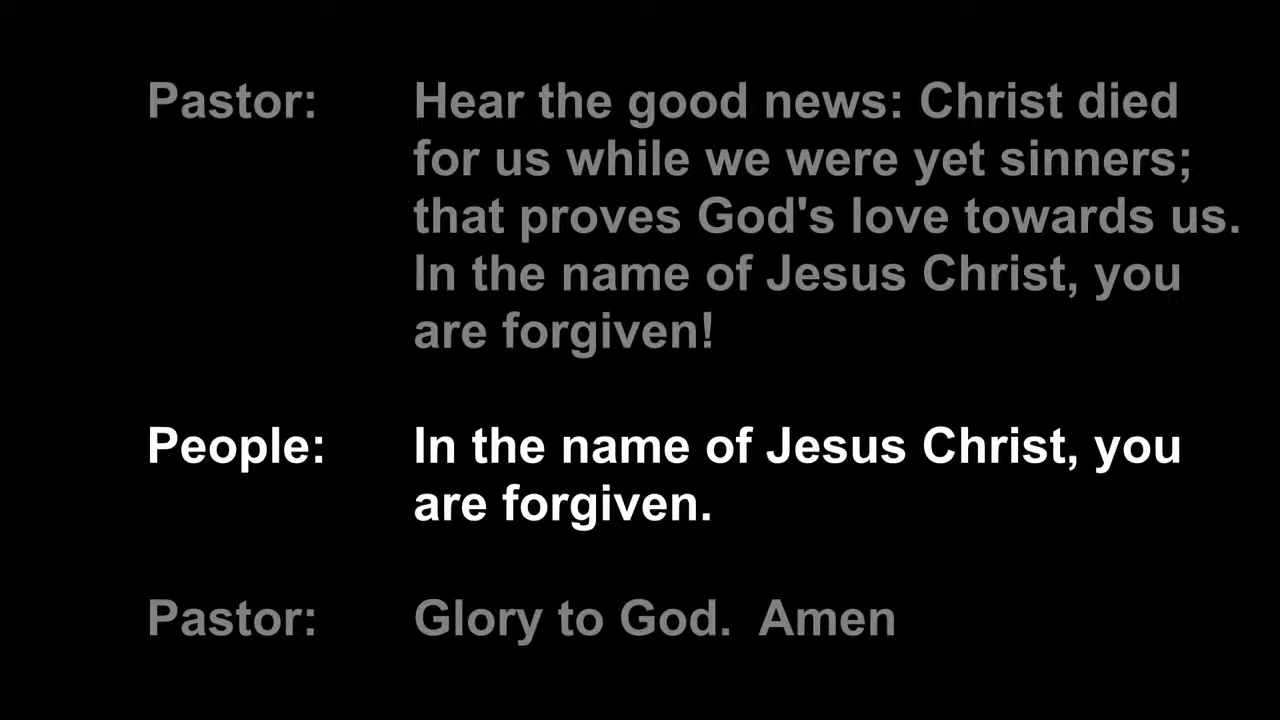 Pastor: Hear the good news: Christ died
for us while we were yet sinners;
that proves God's love towards us.
In the name of Jesus Christ, you
are forgiven!
People: In the name of Jesus Christ, you
are forgiven.
Pastor: Glory to God.  Amen